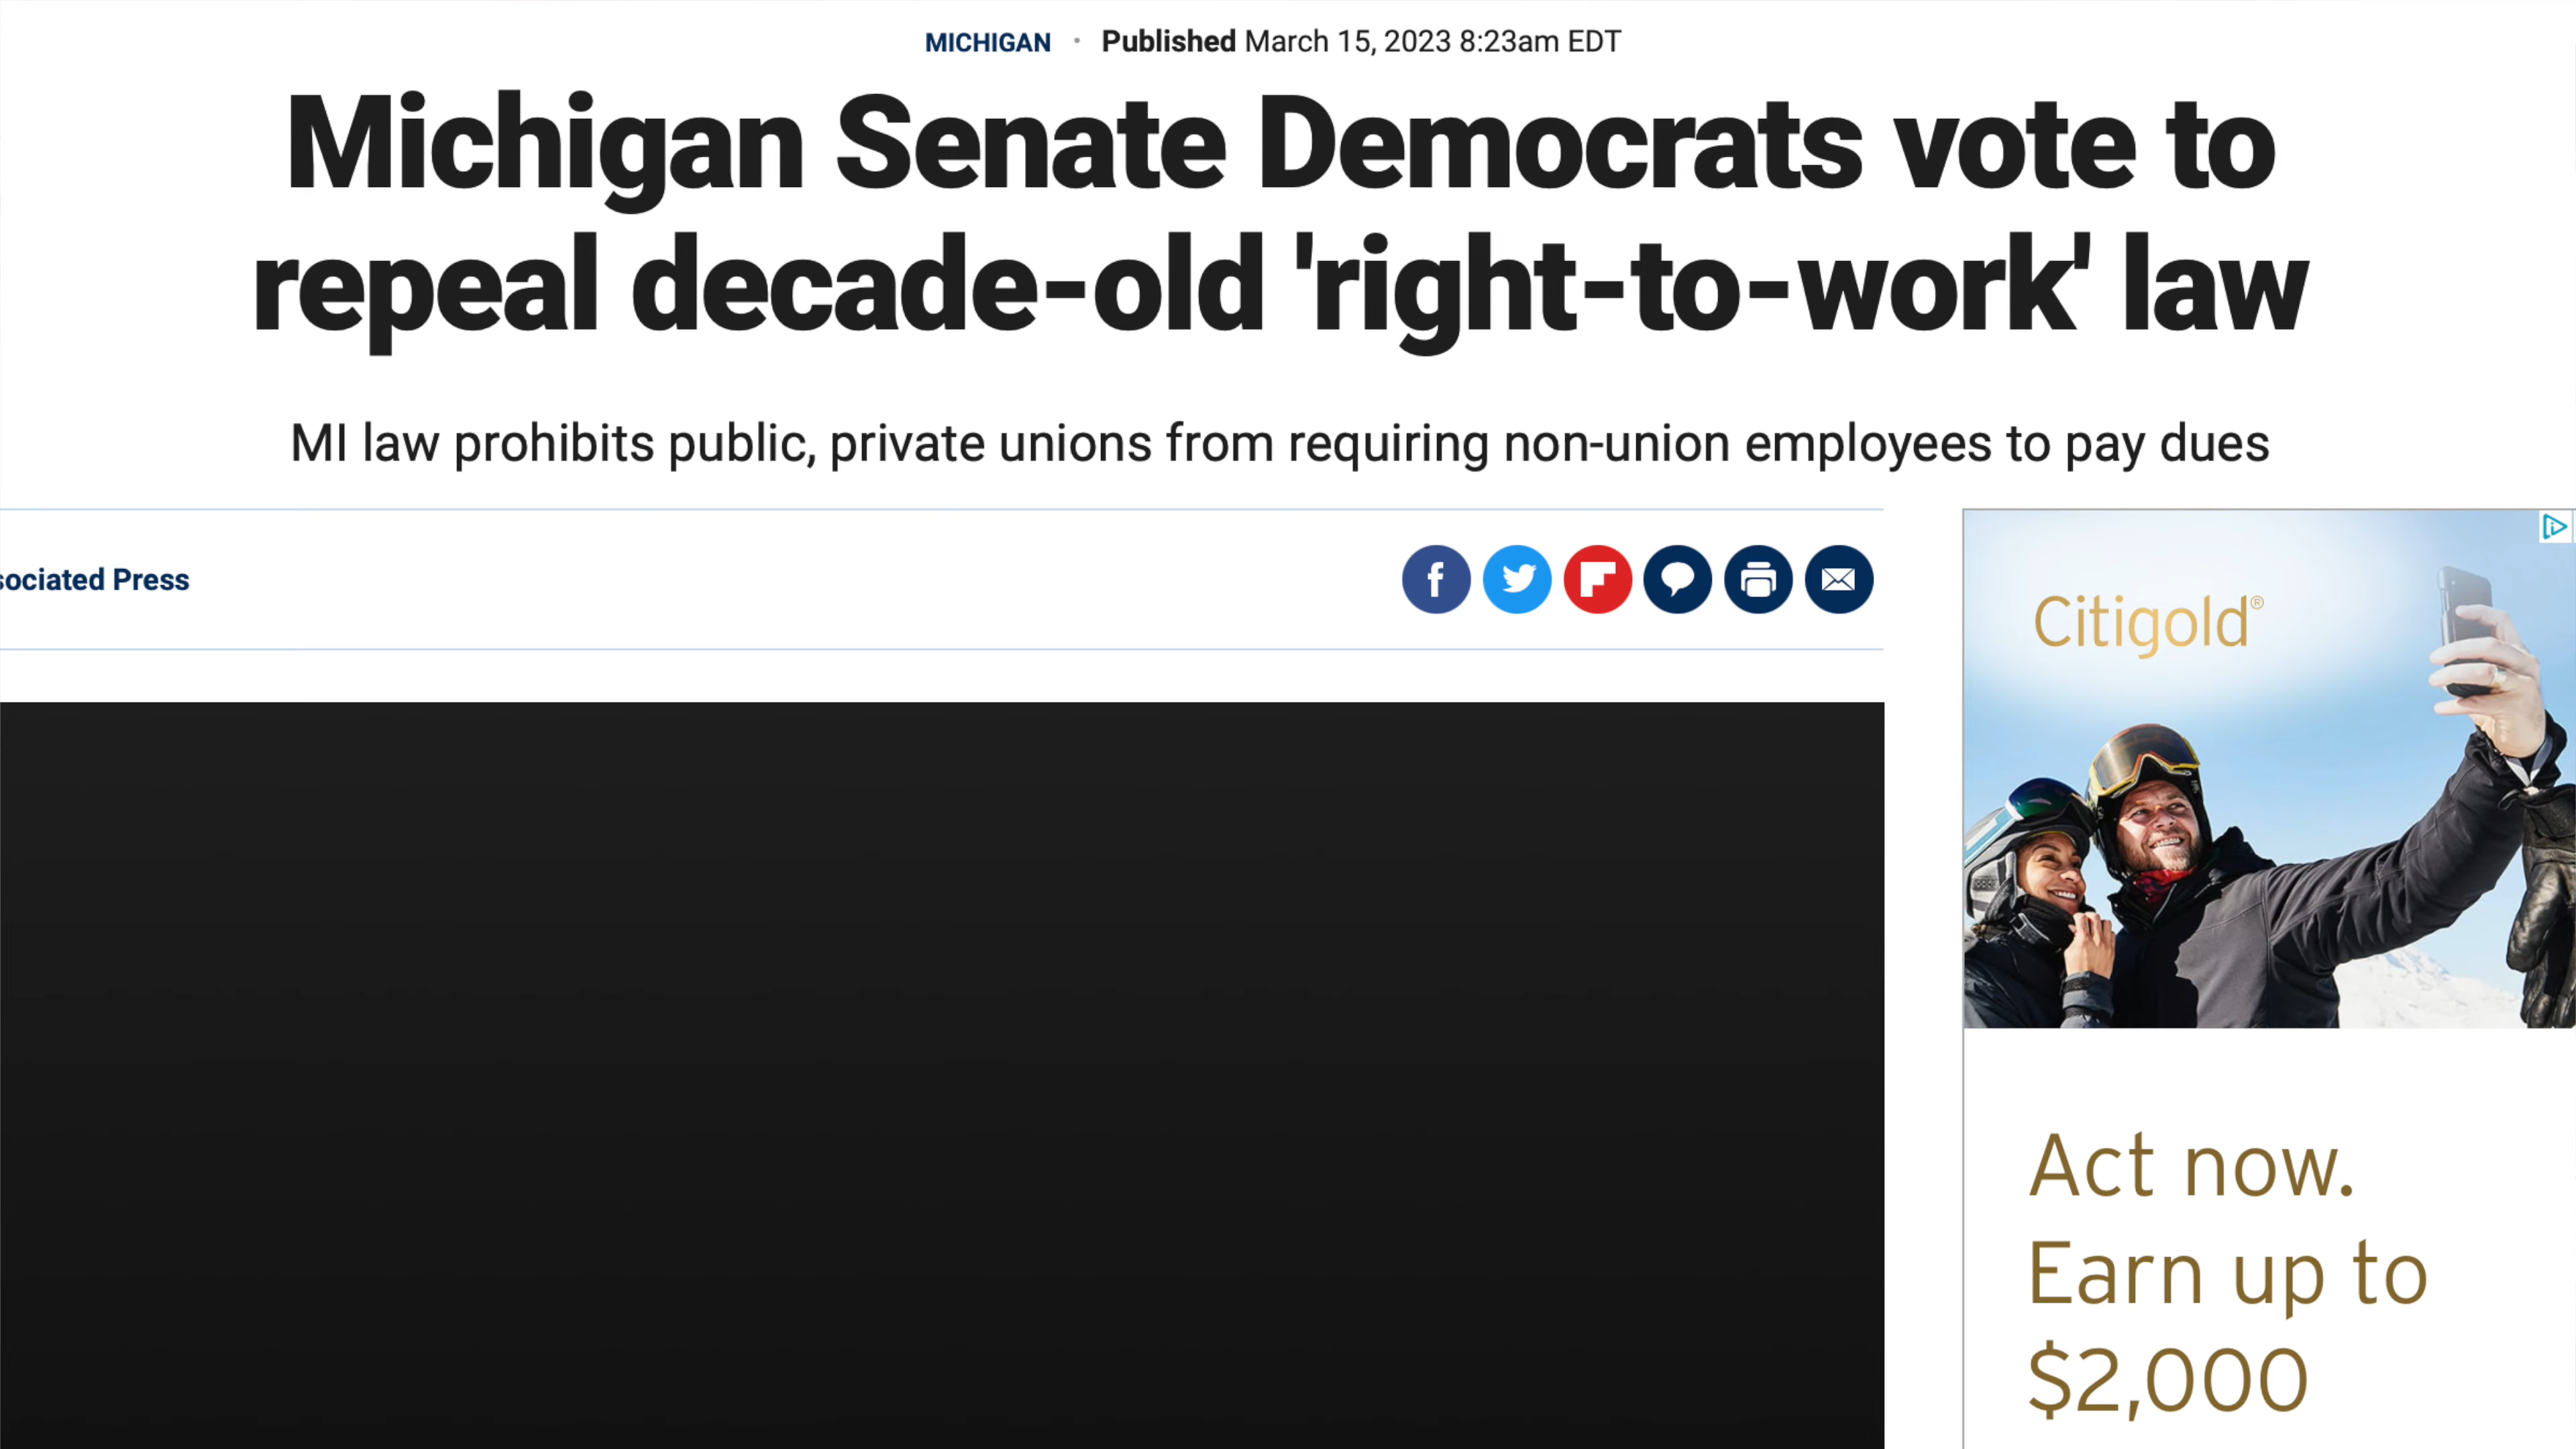 MICHIGAN · Published March 15, 2023 8:23am EDT
Michigan Senate Democrats vote to
repeal decade-old 'right-to-work' law
MI law prohibits public, private unions from requiring non-union employees to pay dues
sociated Press
Citigold®
Act now.
Earn up to
$2,000